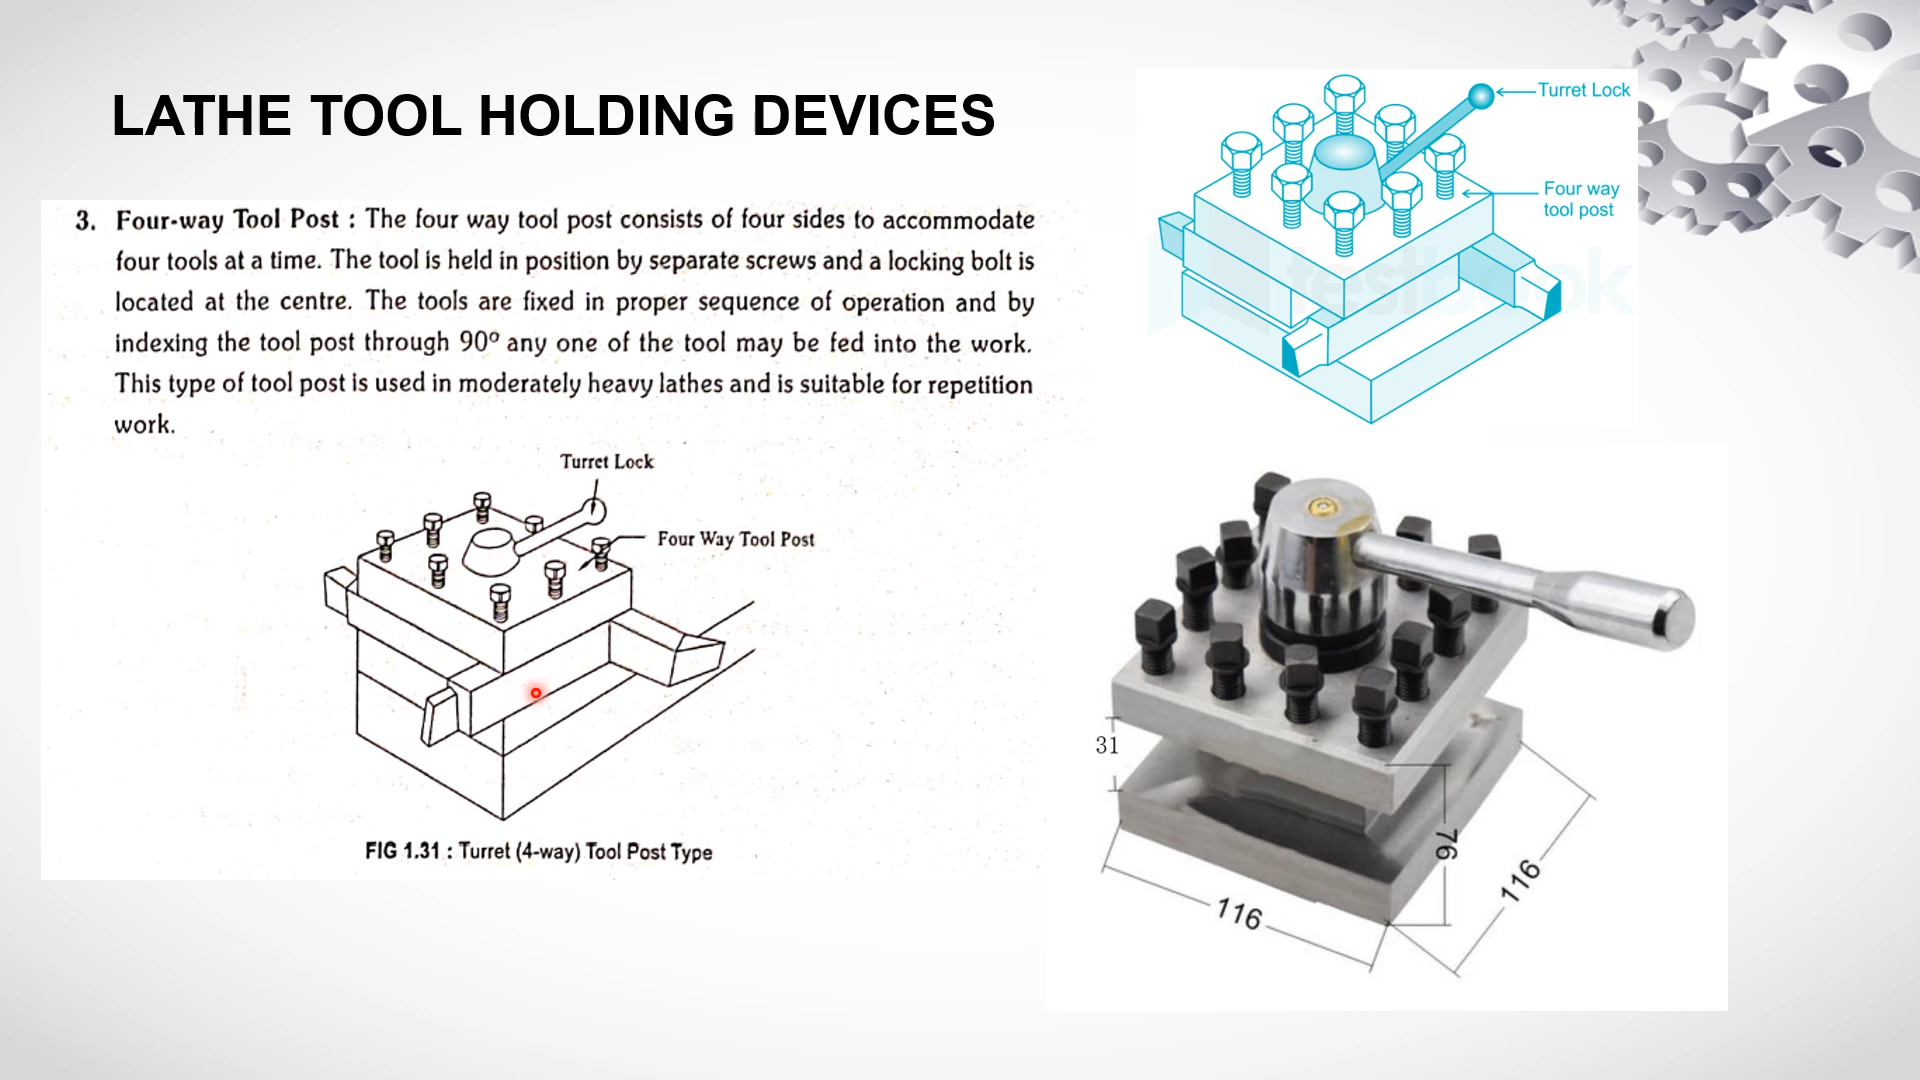 LATHE TOOL HOLDING DEVICES
3. Four-way Tool Post : The four way tool post consists of four sides to accommodate
four tools at a time. The tool is held in position by separate screws and a locking bolt is
located at the centre. The tools are fixed in proper sequence of operation and by
indexing the tool post through 90° any one of the tool may be fed into the work.
This type of tool post is used in moderately heavy lathes and is suitable for repetition
work.
Turret Lock
Four Way Tool Post
FIG 1.31 : Turret (4-way) Tool Post Type
Turret Lock
Four way
tool post
testbook
31
76
116
116